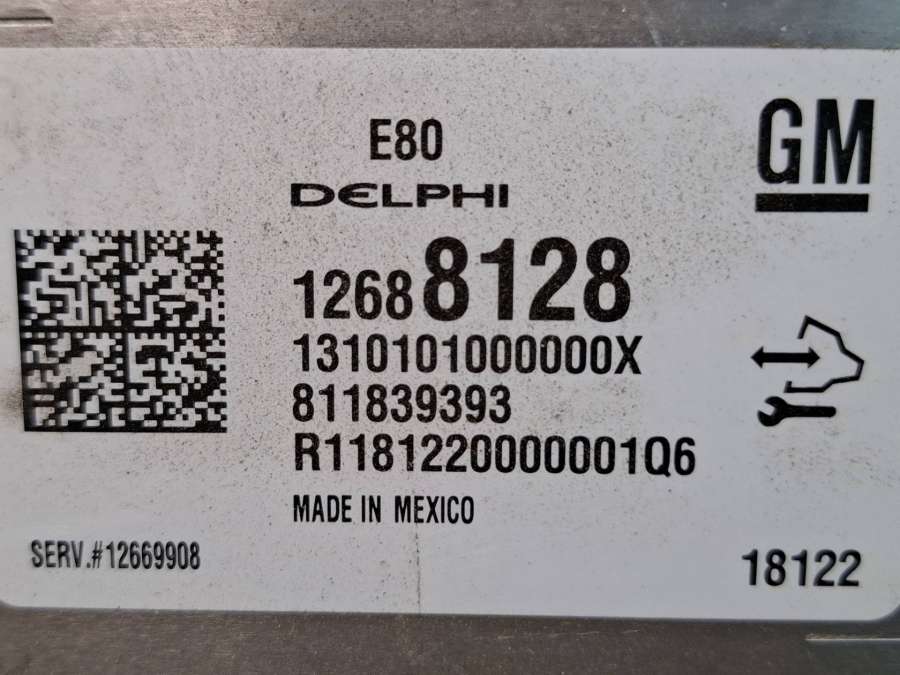 E80
GM
DELPHI
12688128
1310101000000X
811839393
R1181220000001Q6
MADE IN MEXICO
SERV.#12669908
18122